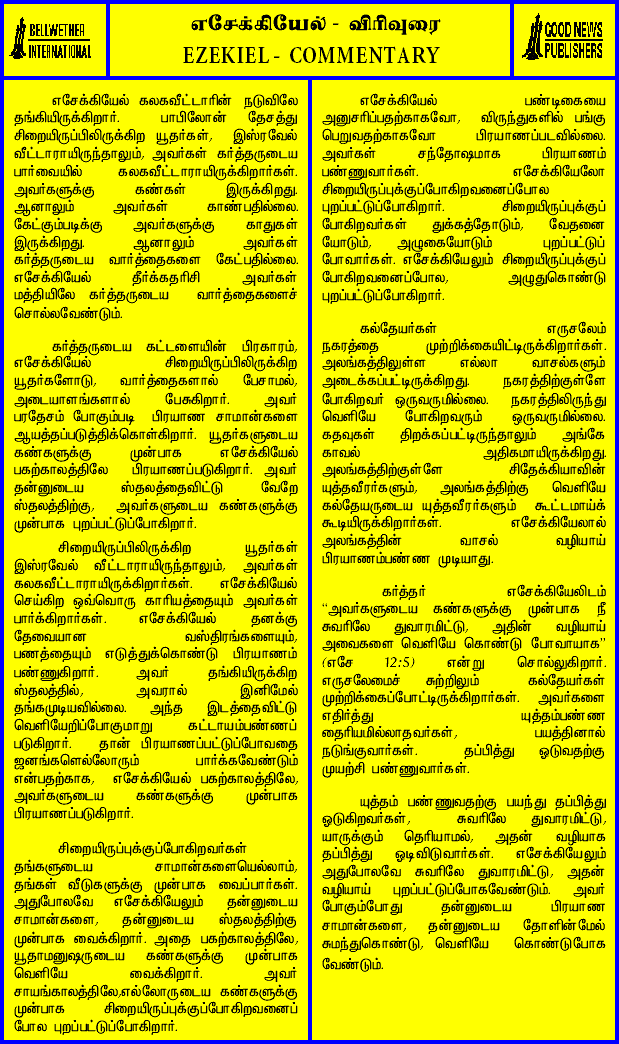 BELLWETHER
INTERNATIONAL
எசேக்கியேல் - விரிவுரை
EZEKIEL - COMMENTARY
GOOD NEWS
PUBLISHERS
எசேக்கியேல் கலகவீட்டாரின் நடுவிலே
தங்கியிருக்கிறார். பாபிலோன் தேசத்து
சிறையிருப்பிலிருக்கிற யூதர்கள், இஸ்ரவேல்
வீட்டாராயிருந்தாலும், அவர்கள் கர்த்தருடைய
பார்வையில் கலகவீட்டாராயிருக்கிறார்கள்.
அவர்களுக்கு கண்கள் இருக்கிறது.
ஆனாலும் அவர்கள் காண்பதில்லை.
கேட்கும்படிக்கு அவர்களுக்கு காதுகள்
இருக்கிறது. ஆனாலும் அவர்கள்
கர்த்தருடைய வார்த்தைகளை கேட்பதில்லை.
எசேக்கியேல் தீர்க்கதரிசி அவர்கள்
மத்தியிலே கர்த்தருடைய வார்த்தைகளைச்
சொல்லவேண்டும்.
கர்த்தருடைய கட்டளையின் பிரகாரம்,
எசேக்கியேல் சிறையிருப்பிலிருக்கிற
யூதர்களோடு, வார்த்தைகளால் பேசாமல்,
அடையாளங்களால் பேசுகிறார். அவர்
பரதேசம் போகும்படி பிரயாண சாமான்களை
ஆயத்தப்படுத்திக்கொள்கிறார். யூதர்களுடைய
கண்களுக்கு முன்பாக எசேக்கியேல்
பகற்காலத்திலே பிரயாணப்படுகிறார். அவர்
தன்னுடைய ஸ்தலத்தைவிட்டு வேறே
ஸ்தலத்திற்கு, அவர்களுடைய கண்களுக்கு
முன்பாக புறப்பட்டுப்போகிறார்.
சிறையிருப்பிலிருக்கிற யூதர்கள்
இஸ்ரவேல் வீட்டாராயிருந்தாலும், அவர்கள்
கலகவீட்டாராயிருக்கிறார்கள். எசேக்கியேல்
செய்கிற ஒவ்வொரு காரியத்தையும் அவர்கள்
பார்க்கிறார்கள். எசேக்கியேல் தனக்கு
தேவையான வஸ்திரங்களையும்,
பணத்தையும் எடுத்துக்கொண்டு பிரயாணம்
பண்ணுகிறார். அவர் தங்கியிருக்கிற
ஸ்தலத்தில், அவரால் இனிமேல்
தங்கமுடியவில்லை. அந்த இடத்தைவிட்டு
வெளியேறிப்போகுமாறு கட்டாயம்பண்ணப்
படுகிறார். தான் பிரயாணப்பட்டுப்போவதை
ஜனங்களெல்லோரும் பார்க்கவேண்டும்
என்பதற்காக, எசேக்கியேல் பகற்காலத்திலே,
அவர்களுடைய கண்களுக்கு முன்பாக
பிரயாணப்படுகிறார்.
சிறையிருப்புக்குப்போகிறவர்கள்
தங்களுடைய சாமான்களையெல்லாம்,
தங்கள் வீடுகளுக்கு முன்பாக வைப்பார்கள்.
அதுபோலவே எசேக்கியேலும் தன்னுடைய
சாமான்களை, தன்னுடைய ஸ்தலத்திற்கு
முன்பாக வைக்கிறார். அதை பகற்காலத்திலே,
யூதாமனுஷருடைய கண்களுக்கு முன்பாக
வெளியே வைக்கிறார். அவர்
சாயங்காலத்திலே,எல்லோருடைய கண்களுக்கு
முன்பாக சிறையிருப்புக்குப்போகிறவனைப்
போல புறப்பட்டுப்போகிறார்.
எசேக்கியேல் பண்டிகையை
அனுசரிப்பதற்காகவோ, விருந்துகளில் பங்கு
பெறுவதற்காகவோ பிரயாணப்படவில்லை.
அவர்கள் சந்தோஷமாக பிரயாணம்
பண்ணுவார்கள். எசேக்கியேலோ
சிறையிருப்புக்குப்போகிறவனைப்போல
புறப்பட்டுப்போகிறார். சிறையிருப்புக்குப்
போகிறவர்கள் துக்கத்தோடும், வேதனை
யோடும், அழுகையோடும் புறப்பட்டுப்
போவார்கள். எசேக்கியேலும் சிறையிருப்புக்குப்
போகிறவனைப்போல, அழுதுகொண்டு
புறப்பட்டுபோகிறார்.
கல்தேயர்கள் எருசலேம்
நகரத்தை முற்றிக்கையிட்டிருக்கிறார்கள்.
அலங்கத்திலுள்ள எல்லா வாசல்களும்
அடைக்கப்பட்டிருக்கிறது. நகரத்திற்குள்ளே
போகிறவர் ஒருவருமில்லை. நகரத்திலிருந்து
வெளியே போகிறவரும் ஒருவருமில்லை.
கதவுகள் திறக்கப்பட்டிருந்தாலும் அங்கே
காவல் அதிகமாயிருக்கிறது.
அலங்கத்திற்குள்ளே சிதேக்கியாவின்
யுத்தவீரர்களும், அலங்கத்திற்கு வெளியே
கல்தேயருடைய யுத்தவீரர்களும் கூட்டமாய்க்
கூடியிருக்கிறார்கள். எசேக்கியேலால்
அலங்கத்தின் வாசல் வழியாய்
பிரயாணம்பண்ண முடியாது.
கர்த்தர் எசேக்கியேலிடம்
“அவர்களுடைய கண்களுக்கு முன்பாக நீ
சுவரிலே துவாரமிட்டு, அதின் வழியாய்
அவைகளை வெளியே கொண்டு போவாயாக”
(எசே 12:5) என்று சொல்லுகிறார்.
எருசலேமைச் சுற்றிலும் கல்தேயர்கள்
முற்றிக்கைப்போட்டிருக்கிறார்கள். அவர்களை
எதிர்த்து யுத்தம்பண்ண
தைரியமில்லாதவர்கள், பயத்தினால்
நடுங்குவார்கள். தப்பித்து ஓடுவதற்கு
முயற்சி பண்ணுவார்கள்.
யுத்தம் பண்ணுவதற்கு பயந்து தப்பித்து
ஓடுகிறவர்கள், சுவரிலே துவாரமிட்டு,
யாருக்கும் தெரியாமல், அதன் வழியாக
தப்பித்து ஓடிவிடுவார்கள். எசேக்கியேலும்
அதுபோலவே சுவரிலே துவாரமிட்டு, அதன்
வழியாய் புறப்பட்டுப்போகவேண்டும். அவர்
போகும்போது தன்னுடைய பிரயாண
சாமான்களை, தன்னுடைய தோளின்மேல்
சுமந்துகொண்டு, வெளியே கொண்டுபோக
வேண்டும்.